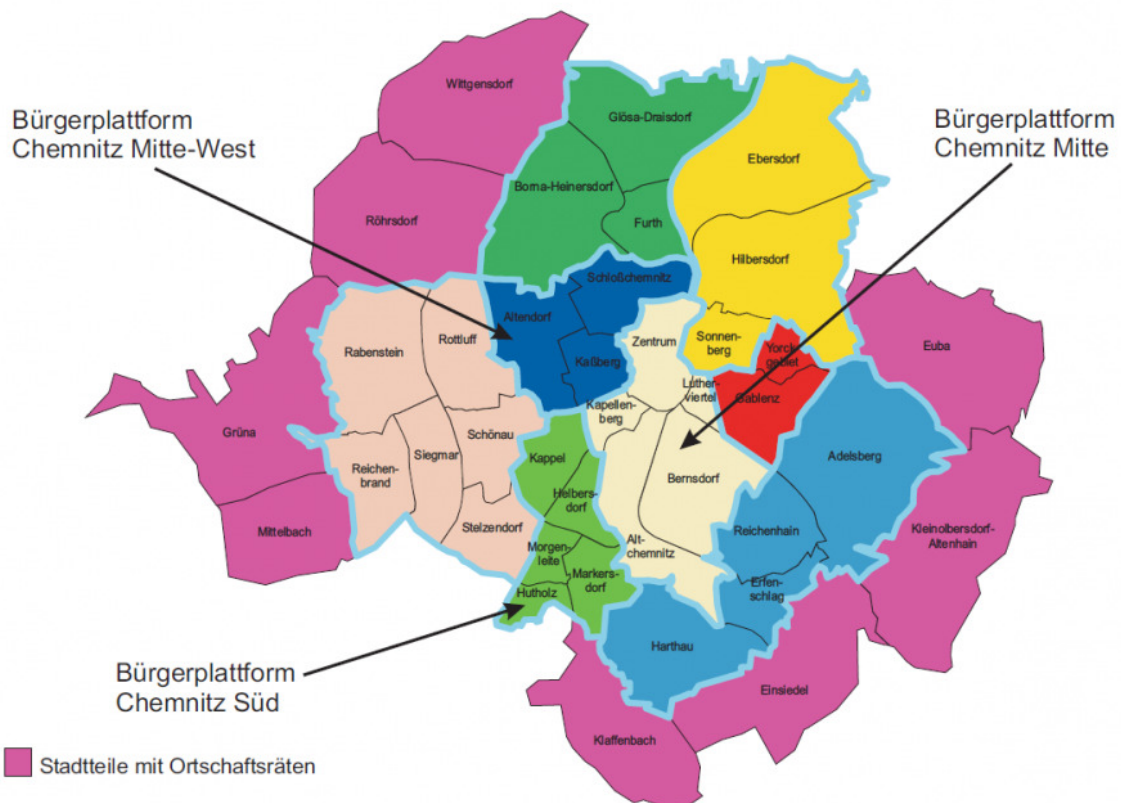 Wittgensdorf
Bürgerplattform
Chemnitz Mitte-West
Glösa-Draisdorf
Bürgerplattform
Chemnitz Mitte
Ebersdorf
Borna-Heinersdorf
Röhrsdorf
Furth
Hilbersdorf
Schloßchemnitz
Altendorf
Rottluff
Rabenstein
Zentrum
Sonnen-
berg
Yorck-
gebiet
Euba
Kaßberg
Luther-
viertel
Gablenz
Kapellen-
berg
Grüna
Schönau
Siegmar
Reichen-
brand
Kappel
Adelsberg
Bernsdorf
Helbers-
dorf
Mittelbach
Stelzendorf
Reichenhain
Kleinolbersdorf-
Altenhain
Alt-
chemnitz
Morgen-
leite
Markers-
dorf
Hutholz
Erfen-
schlag
Harthau
Bürgerplattform
Chemnitz Süd
Einsiedel
Klaffenbach
Stadtteile mit Ortschaftsräten